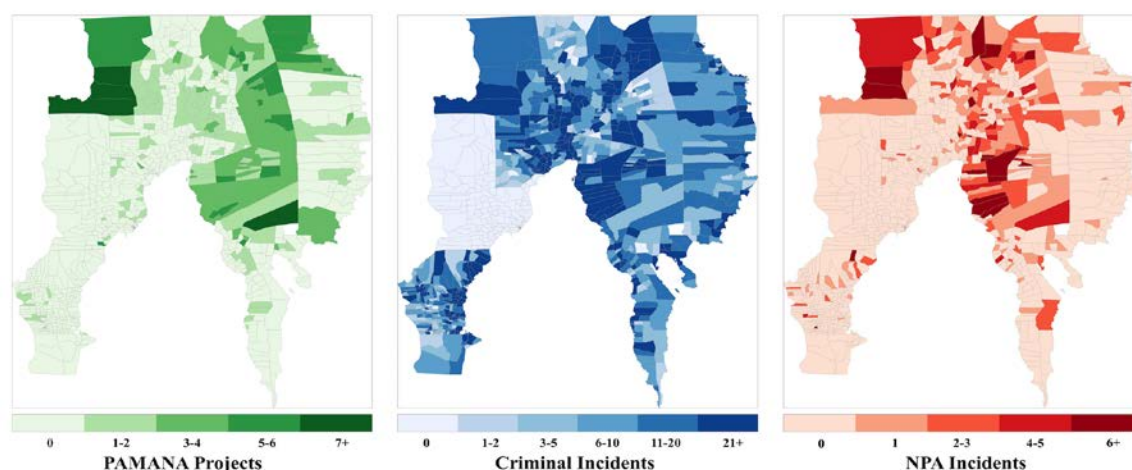 0 1-2 3-4 5-6 7+
PAMANA Projects
0 1-2 3-5 6-10 11-20 21+
Criminal Incidents
0 1 2-3 4-5 6+
NPA Incidents